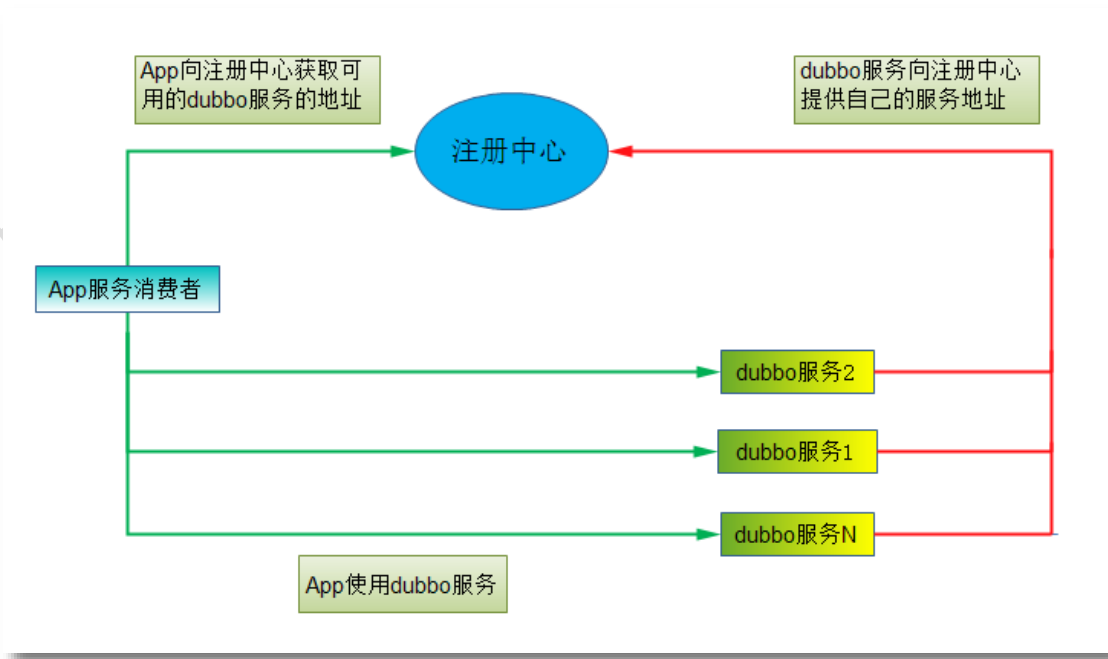 App向注册中心获取可
用的dubbo服务的地址
dubbo服务向注册中心
提供自己的服务地址
注册中心
App服务消费者
dubbo服务2
dubbo服务1
dubbo服务N
App使用dubbo服务